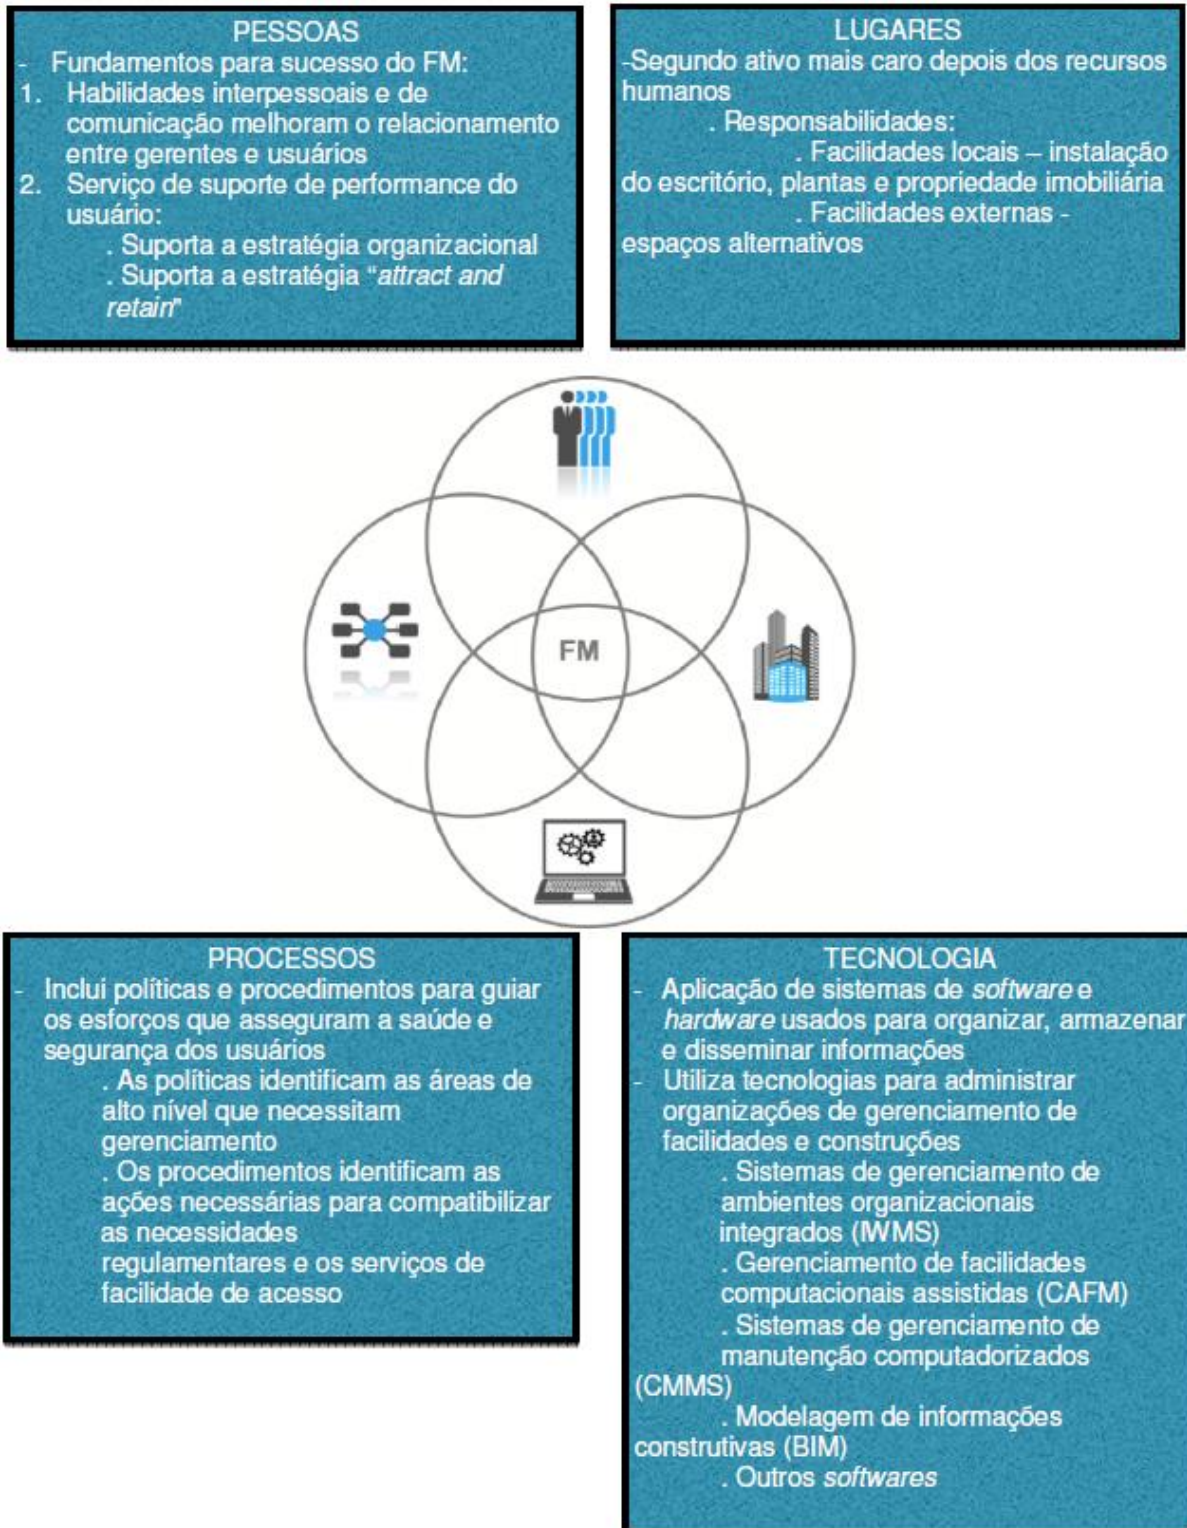 PESSOAS
- Fundamentos para sucesso do FM:
1. Habilidades interpessoais e de
comunicação melhoram o relacionamento
entre gerentes e usuários
2. Serviço de suporte de performance do
usuário:
. Suporta a estratégia organizacional
. Suporta a estratégia “attract and
retain”
LUGARES
-Segundo ativo mais caro depois dos recursos
humanos
. Responsabilidades:
. Facilidades locais – instalação
do escritório, plantas e propriedade imobiliária
. Facilidades externas -
espaços alternativos
FM
PROCESSOS
- Inclui políticas e procedimentos para guiar
os esforços que asseguram a saúde e
segurança dos usuários
. As políticas identificam as áreas de
alto nível que necessitam
gerenciamento
. Os procedimentos identificam as
ações necessárias para compatibilizar
as necessidades
regulamentares e os serviços de
facilidade de acesso
TECNOLOGIA
- Aplicação de sistemas de software e
hardware usados para organizar, armazenar
e disseminar informações
- Utiliza tecnologias para administrar
organizações de gerenciamento de
facilidades e construções
. Sistemas de gerenciamento de
ambientes organizacionais
integrados (IWMS)
. Gerenciamento de facilidades
computacionais assistidas (CAFM)
. Sistemas de gerenciamento de
manutenção computadorizados
(CMMS)
. Modelagem de informações
construtivas (BIM)
. Outros softwares